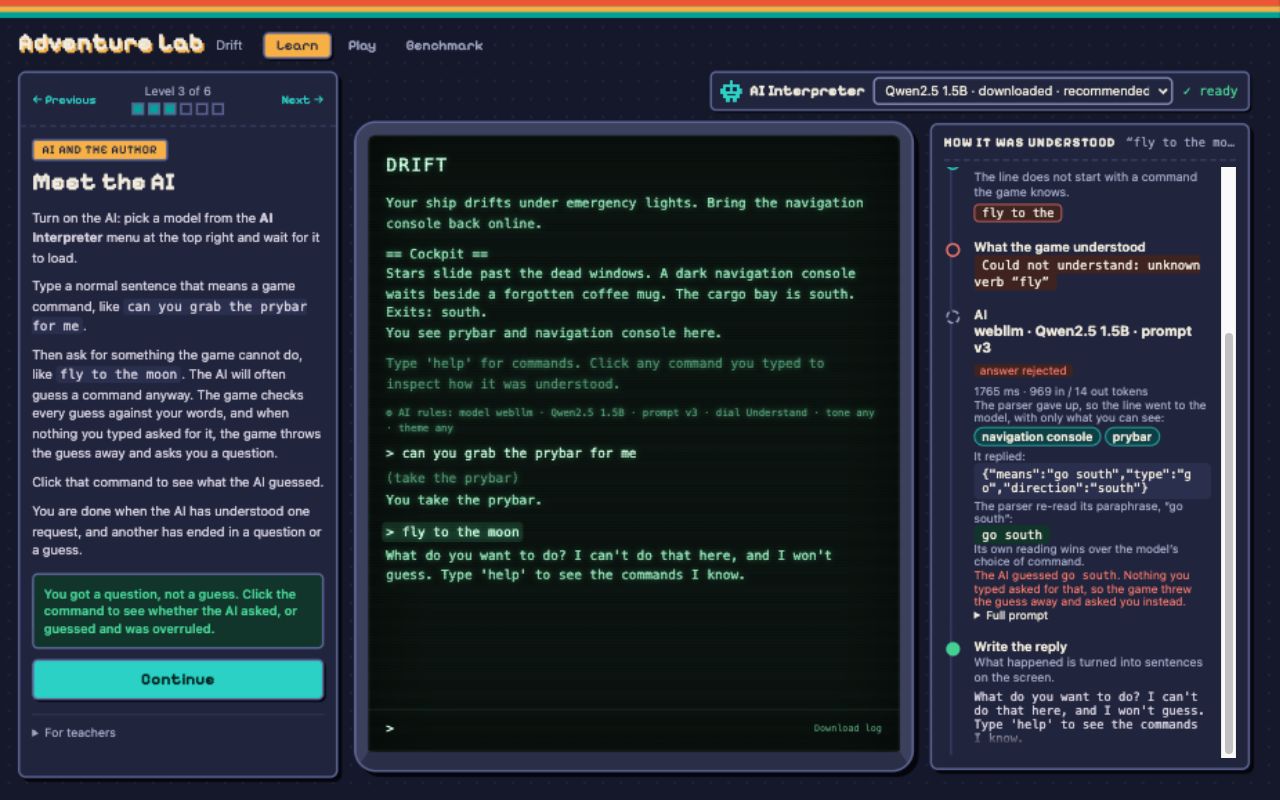 Adventure Lab Drift Learn Play Benchmark
← Previous
Level 3 of 6
Next →
AI AND THE AUTHOR
Meet the AI
Turn on the AI: pick a model from the AI
Interpreter menu at the top right and wait for it
to load.
Type a normal sentence that means a game
command, like can you grab the prybar
for me.
Then ask for something the game cannot do,
like fly to the moon. The AI will often
guess a command anyway. The game checks
every guess against your words, and when
nothing you typed asked for it, the game throws
the guess away and asks you a question.
Click that command to see what the AI guessed.
You are done when the AI has understood one
request, and another has ended in a question or
a guess.
You got a question, not a guess. Click the
command to see whether the AI asked, or
guessed and was overruled.
Continue
▶ For teachers
AI Interpreter Qwen2.5 1.5B · downloaded · recommended ✓ ready
DRIFT
Your ship drifts under emergency lights. Bring the navigation
console back online.
== Cockpit ==
Stars slide past the dead windows. A dark navigation console
waits beside a forgotten coffee mug. The cargo bay is south.
Exits: south.
You see prybar and navigation console here.
Type 'help' for commands. Click any command you typed to
inspect how it was understood.
AI rules: model webllm · Qwen2.5 1.5B · prompt v3 · dial Understand · tone any
· theme any
> can you grab the prybar for me
(take the prybar)
You take the prybar.
> fly to the moon
What do you want to do? I can't do that here, and I won't
guess. Type 'help' to see the commands I know.
>
Download log
HOW IT WAS UNDERSTOOD “fly to the mo…
The line does not start with a command
the game knows.
fly to the
What the game understood
Could not understand: unknown
verb “fly”
AI
webllm · Qwen2.5 1.5B · prompt
v3
answer rejected
1765 ms · 969 in / 14 out tokens
The parser gave up, so the line went to the
model, with only what you can see:
navigation console prybar
It replied:
{"means":"go south","type":"g
o","direction":"south"}
The parser re-read its paraphrase, “go
south”:
go south
Its own reading wins over the model’s
choice of command.
The AI guessed go south. Nothing you
typed asked for that, so the game threw
the guess away and asked you instead.
▶ Full prompt
Write the reply
What happened is turned into sentences
on the screen.
What do you want to do? I can't
do that here, and I won't guess.
Type 'help' to see the commands
I know.